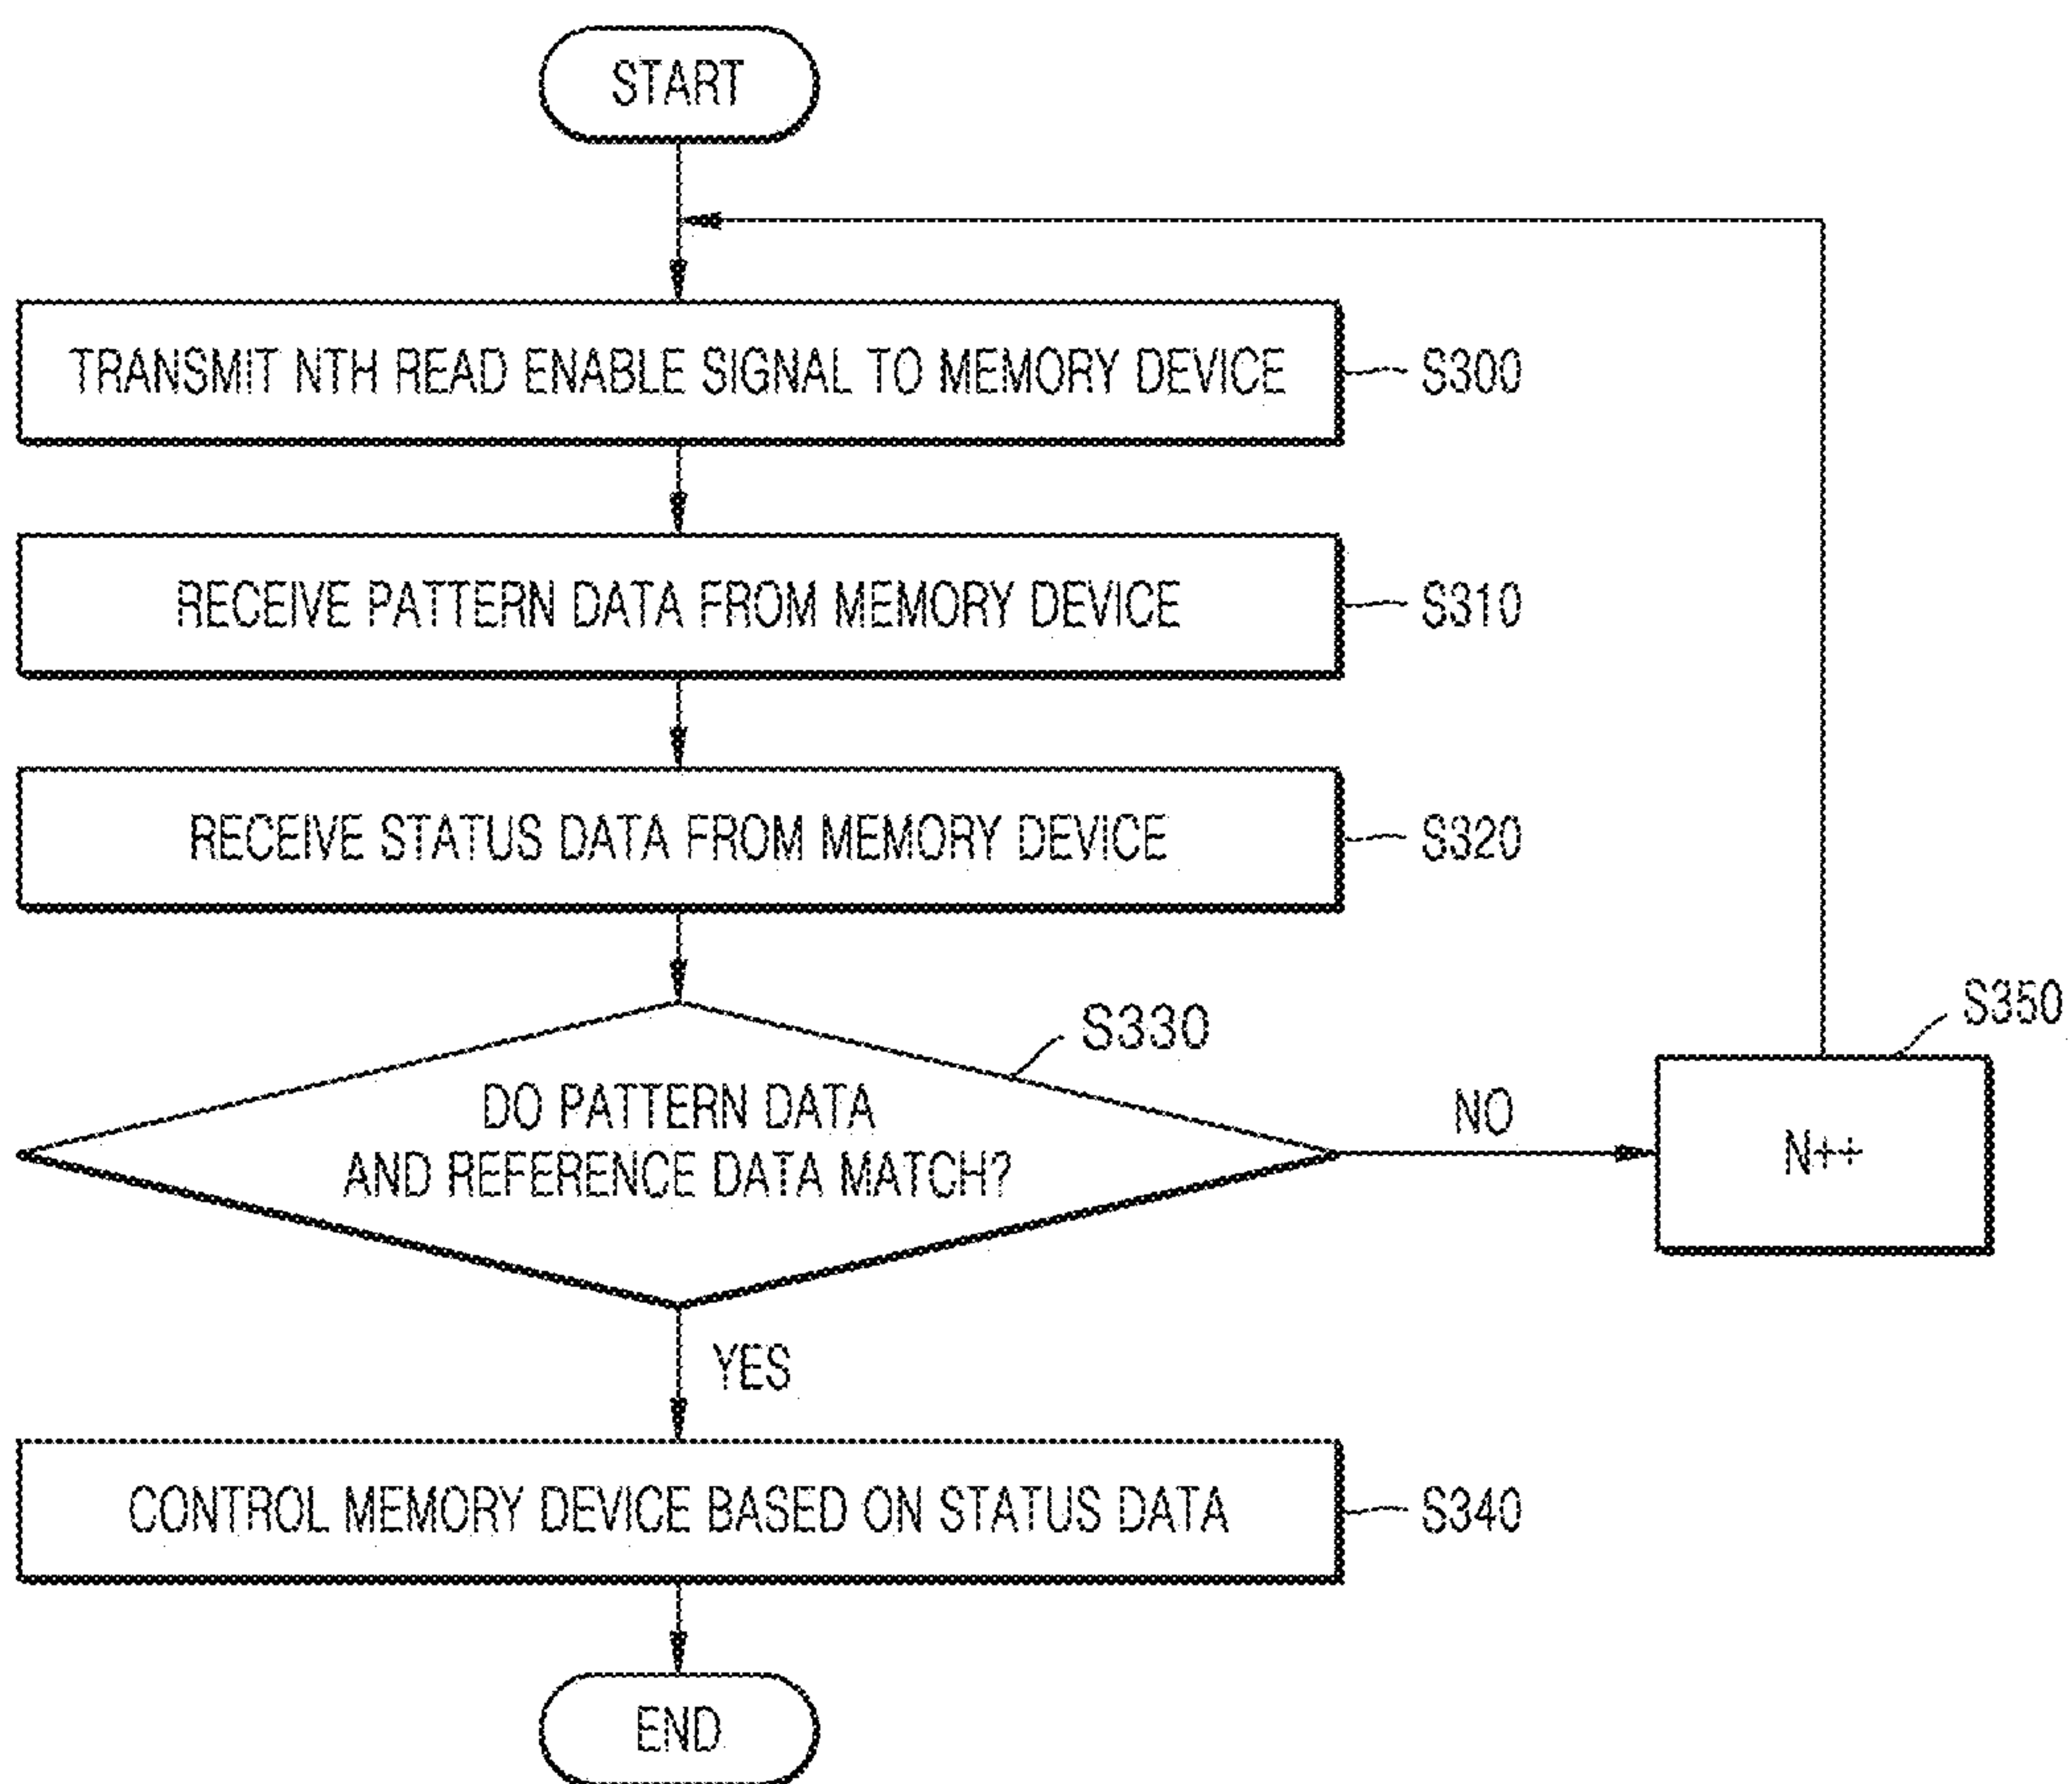 START
TRANSMIT NTH READ ENABLE SIGNAL TO MEMORY DEVICE
S300
RECEIVE PATTERN DATA FROM MEMORY DEVICE
S310
RECEIVE STATUS DATA FROM MEMORY DEVICE
S320
S330
DO PATTERN DATA
AND REFERENCE DATA MATCH?
NO
S350
N++
YES
CONTROL MEMORY DEVICE BASED ON STATUS DATA
S340
END